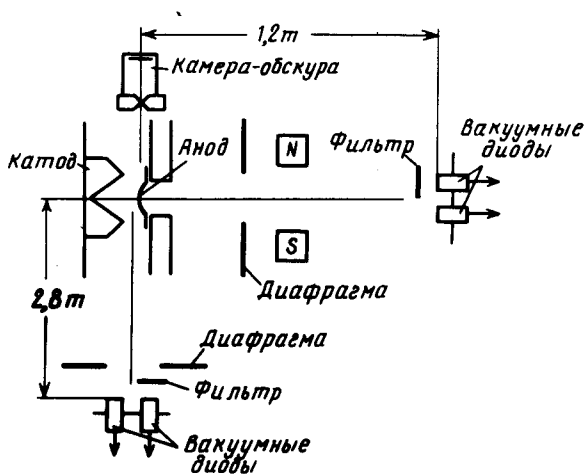 1,2m
Камера-обскура
Катод
Анод
N
Фильтр
Вакуумные
диоды
S
Диафрагма
2,8m
Диафрагма
Фильтр
Вакуумные
диоды